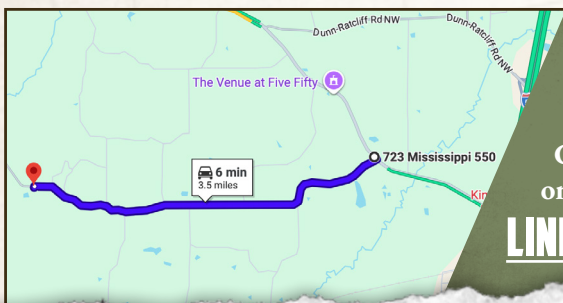 Dunn-Ratcliff Rd NW
Dunn-Ratcliff Rd NW
The Venue at Five Fifty
723 Mississippi 550
6 min
3.5 miles